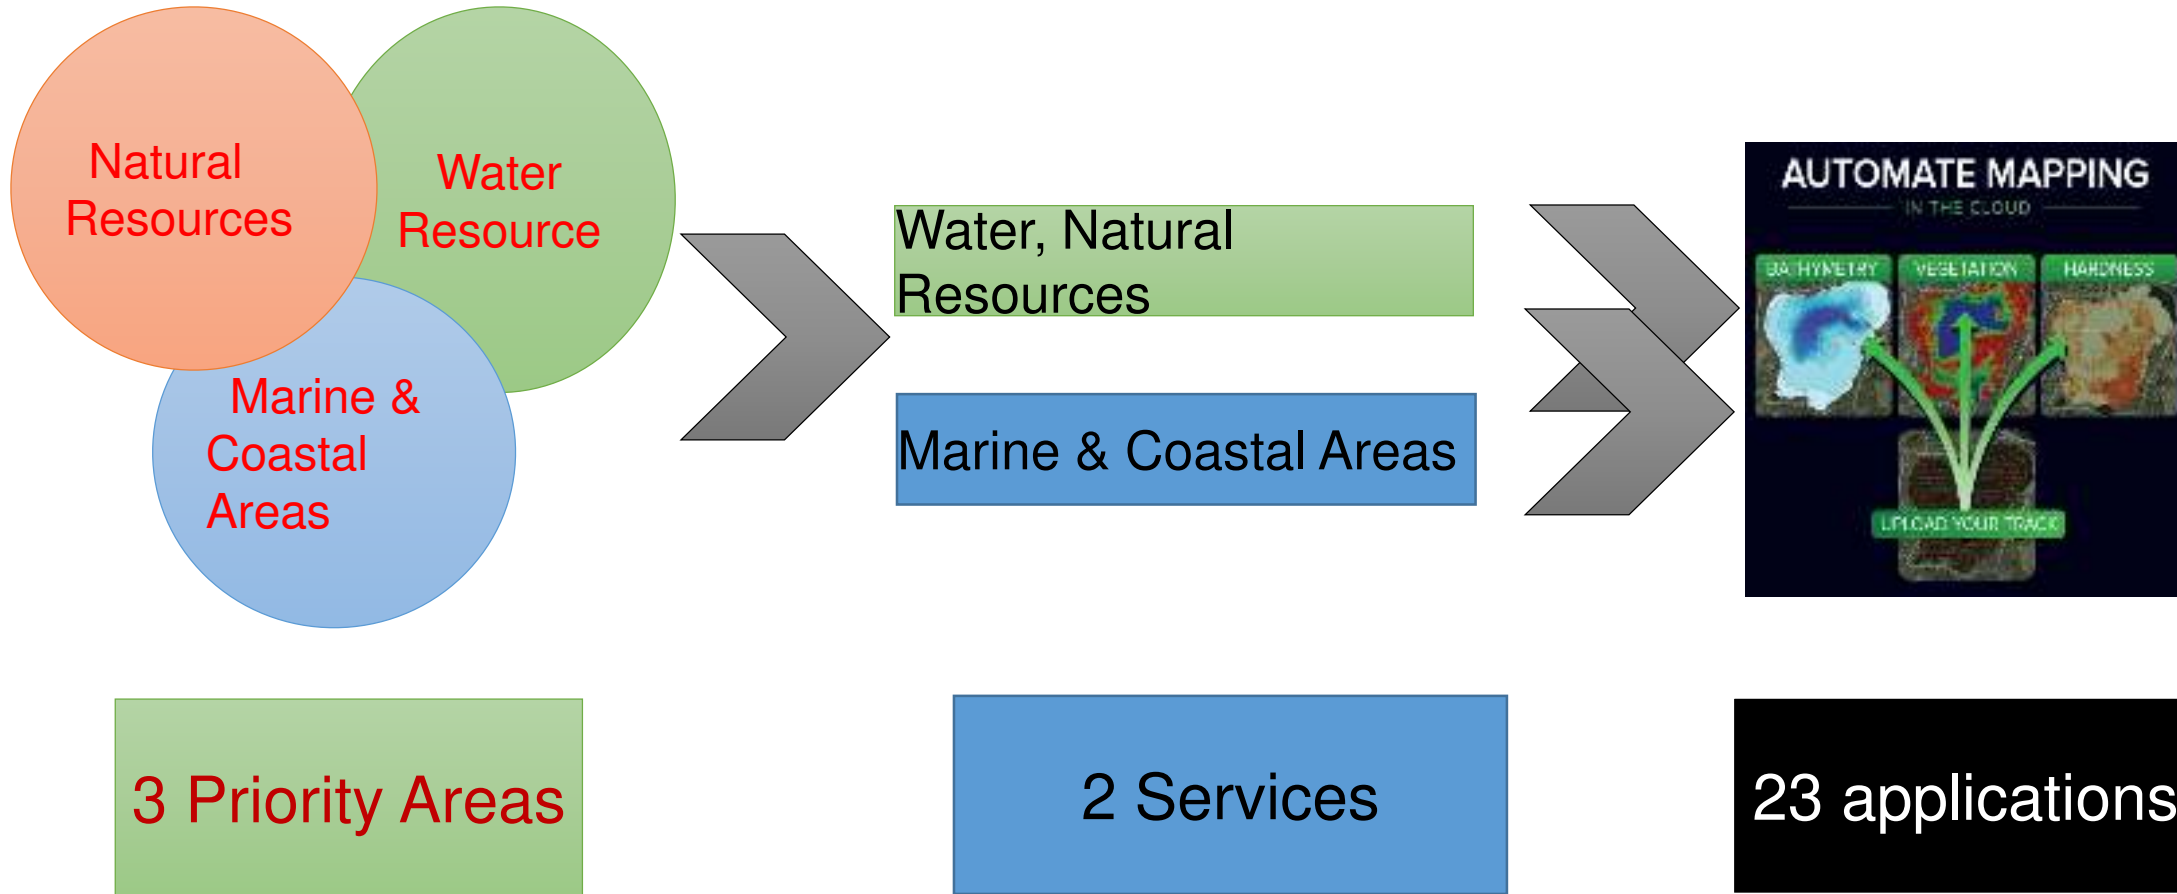 Natural
Resources
Water
Resource
Marine &
Coastal
Areas
Water, Natural
Resources
Marine & Coastal Areas
AUTOMATE MAPPING
IN THE CLOUD
BATHYMETRY
VEGETATION
HARDNESS
UPLOAD YOUR TRACK
3 Priority Areas
2 Services
23 applications